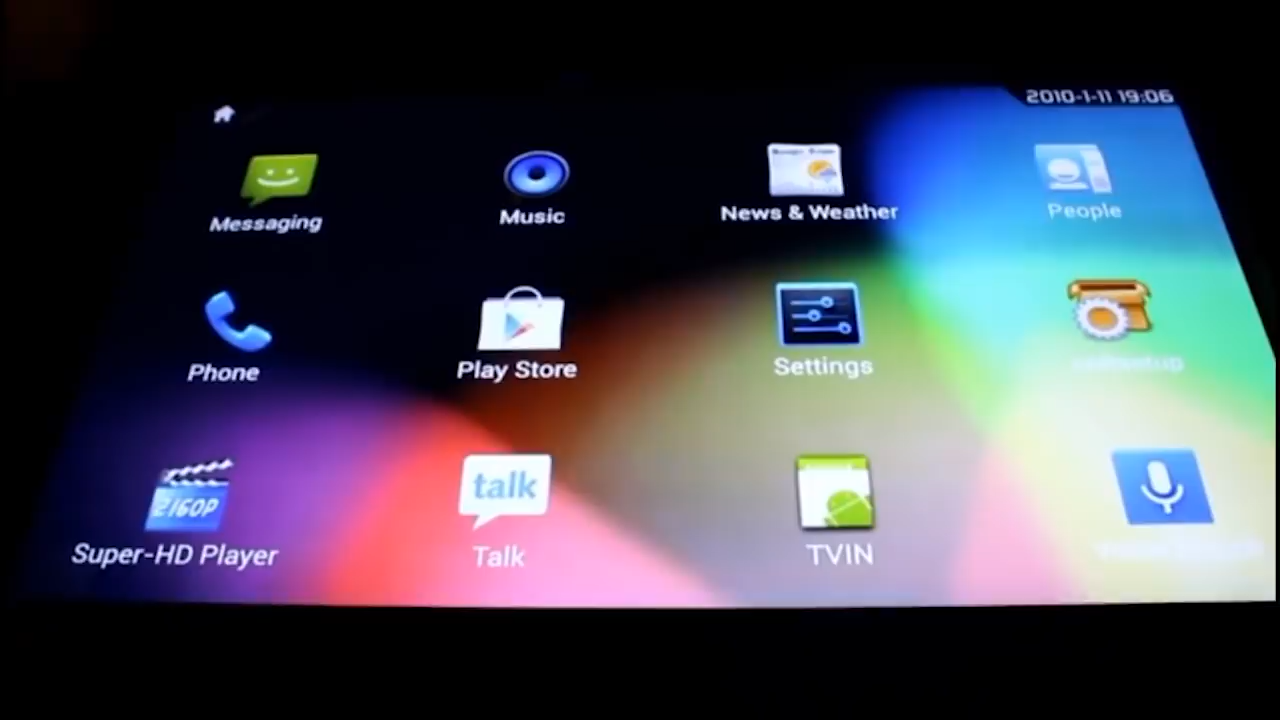 2010-1-11 19:06
Messaging
Music
News & Weather
People
Phone
Play Store
Settings
2160P
talk
Super-HD Player
Talk
TVIN